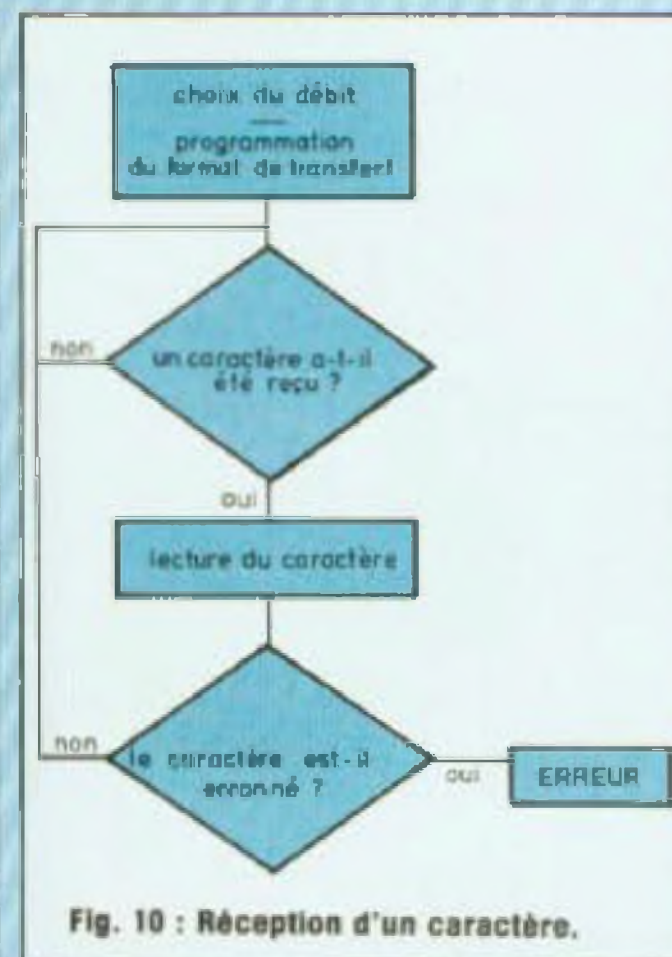 choix du débit
programmation
du format de transfert
non
un caractère a-t-il
été reçu ?
oui
lecture du caractère
non
le caractère est-il
erronné ?
oui
ERREUR
Fig. 10 : Réception d'un caractère.